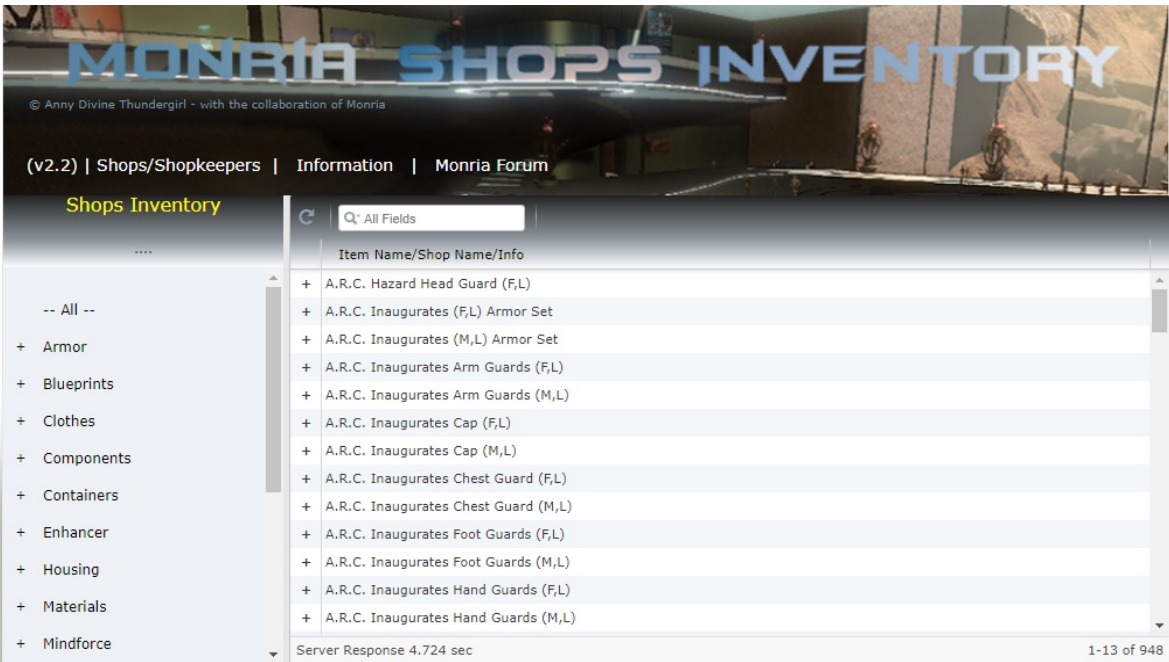 MONRIA SHOPS INVENTORY
© Anny Divine Thundergirl - with the collaboration of Monria
(v2.2) | Shops/Shopkeepers | Information | Monria Forum
Shops Inventory
....
-- All --
+ Armor
+ Blueprints
+ Clothes
+ Components
+ Containers
+ Enhancer
+ Housing
+ Materials
+ Mindforce
All Fields
Item Name/Shop Name/Info
+ A.R.C. Hazard Head Guard (F,L)
+ A.R.C. Inaugurates (F,L) Armor Set
+ A.R.C. Inaugurates (M,L) Armor Set
+ A.R.C. Inaugurates Arm Guards (F,L)
+ A.R.C. Inaugurates Arm Guards (M,L)
+ A.R.C. Inaugurates Cap (F,L)
+ A.R.C. Inaugurates Cap (M,L)
+ A.R.C. Inaugurates Chest Guard (F,L)
+ A.R.C. Inaugurates Chest Guard (M,L)
+ A.R.C. Inaugurates Foot Guards (F,L)
+ A.R.C. Inaugurates Foot Guards (M,L)
+ A.R.C. Inaugurates Hand Guards (F,L)
+ A.R.C. Inaugurates Hand Guards (M,L)
Server Response 4.724 sec 1-13 of 948